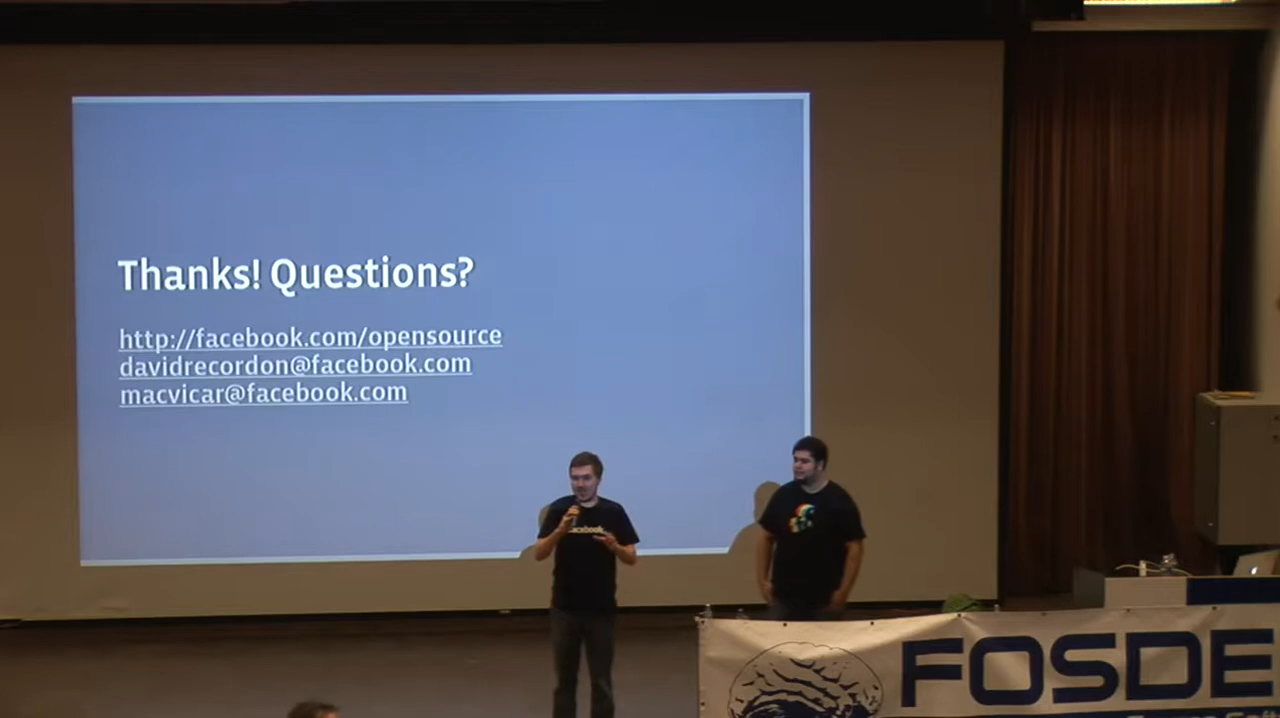 Thanks! Questions?
http://facebook.com/opensource
davidrecordon@facebook.com
macvicar@facebook.com
facebook
FOSDE